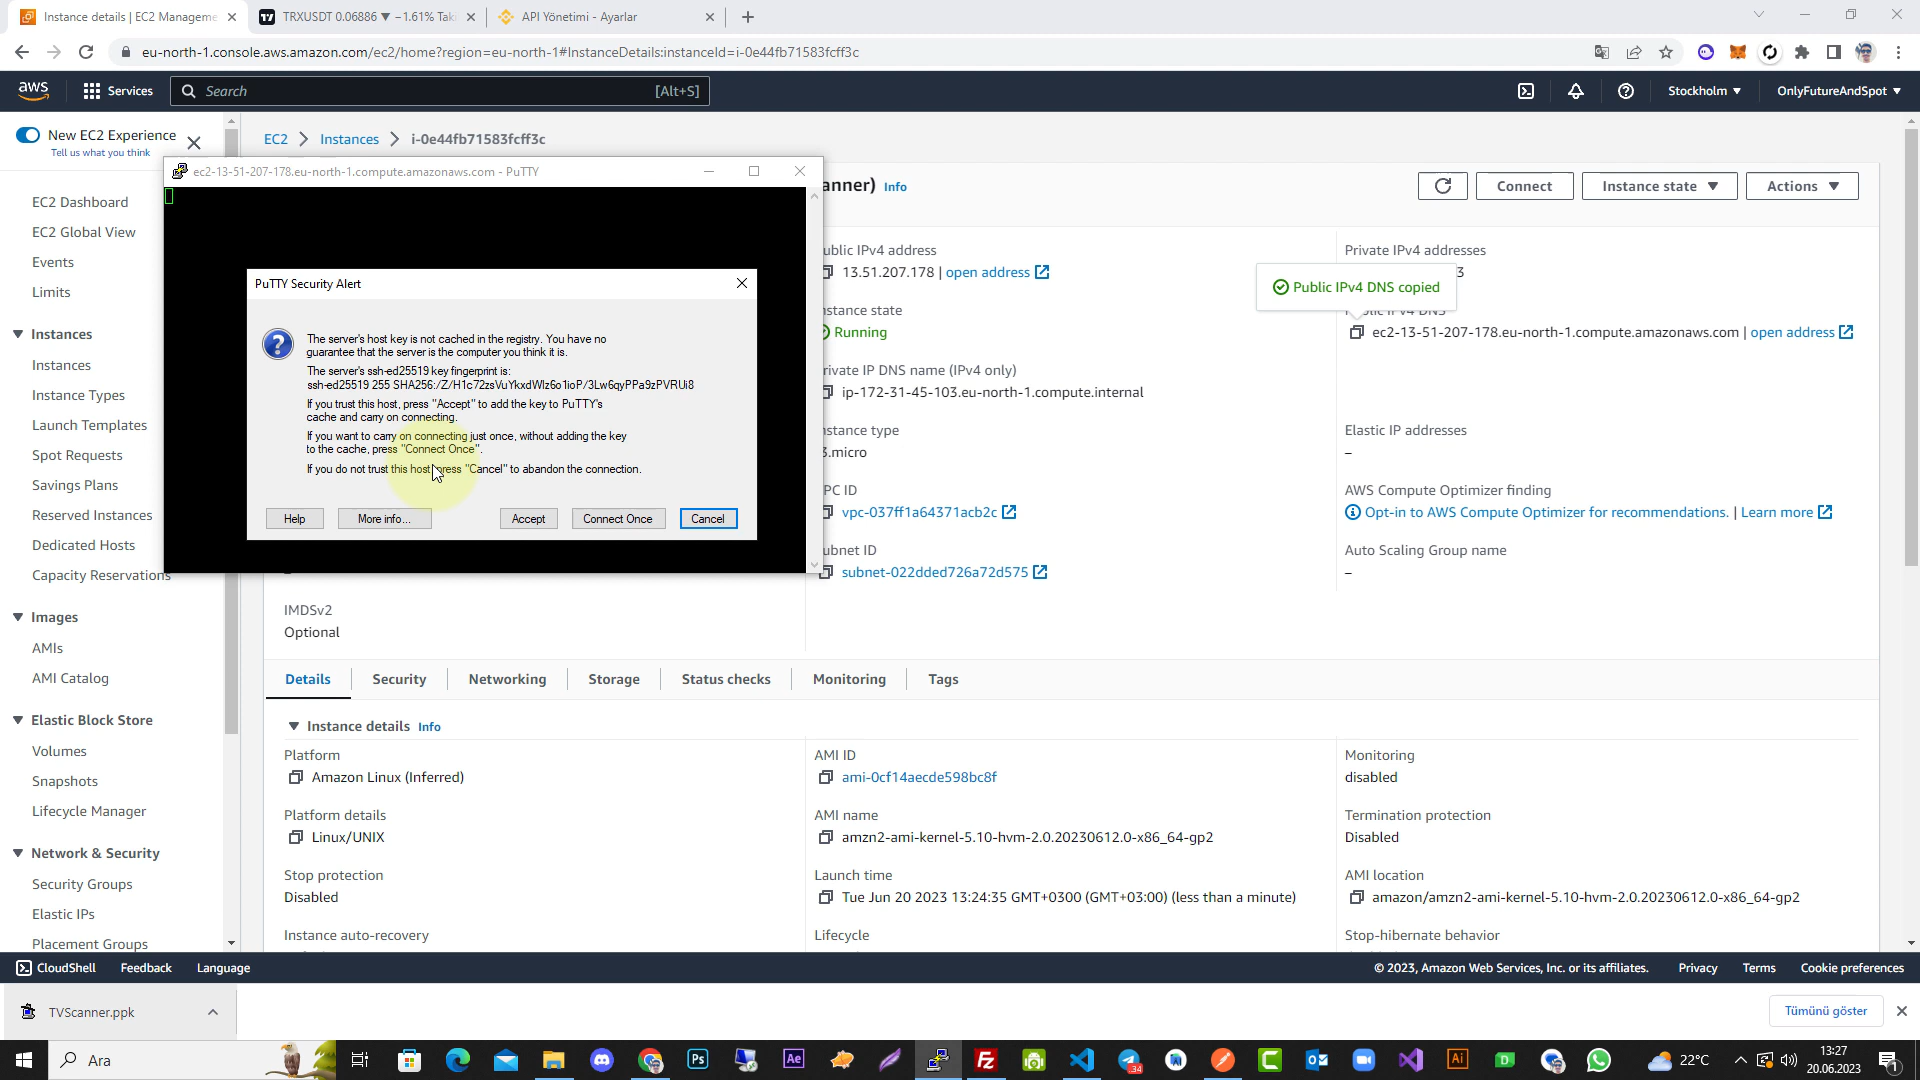 Instance details | EC2 Manageme
TRXUSDT 0.06886 ▼ −1.61% Tak
API Yönetimi - Ayarlar
eu-north-1.console.aws.amazon.com/ec2/home?region=eu-north-1#InstanceDetails:instanceId=i-0e44fb71583fcff3c
aws
Services
Search
[Alt+S]
Stockholm ▼
OnlyFutureAndSpot ▼
New EC2 Experience
Tell us what you think
EC2 Dashboard
EC2 Global View
Events
Limits
Instances
Instances
Instance Types
Launch Templates
Spot Requests
Savings Plans
Reserved Instances
Dedicated Hosts
Capacity Reservations
Images
AMIs
AMI Catalog
Elastic Block Store
Volumes
Snapshots
Lifecycle Manager
Network & Security
Security Groups
Elastic IPs
Placement Groups
EC2 > Instances > i-0e44fb71583fcff3c
anner) Info
Connect
Instance state ▼
Actions ▼
ec2-13-51-207-178.eu-north-1.compute.amazonaws.com - PuTTY
PuTTY Security Alert
The server's host key is not cached in the registry. You have no
guarantee that the server is the computer you think it is.
The server's ssh-ed25519 key fingerprint is:
ssh-ed25519 255 SHA256:/Z/H1c72zsVuYkxdWIz6o1ioP/3Lw6qyPPa9zPVRUi8
If you trust this host, press "Accept" to add the key to PuTTY's
cache and carry on connecting.
If you want to carry on connecting just once, without adding the key
to the cache, press "Connect Once".
If you do not trust this host, press "Cancel" to abandon the connection.
Help
More info...
Accept
Connect Once
Cancel
ublic IPv4 address
13.51.207.178 | open address
nstance state
Running
rivate IP DNS name (IPv4 only)
ip-172-31-45-103.eu-north-1.compute.internal
nstance type
3.micro
PC ID
vpc-037ff1a64371acb2c
ubnet ID
subnet-022dded726a72d575
Private IPv4 addresses
3
Public IPv4 DNS copied
ec2-13-51-207-178.eu-north-1.compute.amazonaws.com | open address
Elastic IP addresses
–
AWS Compute Optimizer finding
Opt-in to AWS Compute Optimizer for recommendations. | Learn more
Auto Scaling Group name
–
IMDSv2
Optional
Details
Security
Networking
Storage
Status checks
Monitoring
Tags
Instance details Info
Platform
Amazon Linux (Inferred)
Platform details
Linux/UNIX
Stop protection
Disabled
Instance auto-recovery
AMI ID
ami-0cf14aecde598bc8f
AMI name
amzn2-ami-kernel-5.10-hvm-2.0.20230612.0-x86_64-gp2
Launch time
Tue Jun 20 2023 13:24:35 GMT+0300 (GMT+03:00) (less than a minute)
Lifecycle
Monitoring
disabled
Termination protection
Disabled
AMI location
amazon/amzn2-ami-kernel-5.10-hvm-2.0.20230612.0-x86_64-gp2
Stop-hibernate behavior
CloudShell
Feedback
Language
© 2023, Amazon Web Services, Inc. or its affiliates.
Privacy
Terms
Cookie preferences
TVScanner.ppk
Tümünü göster
Ara
Ps
Ae
34
Ai
22°C
13:27
20.06.2023
1